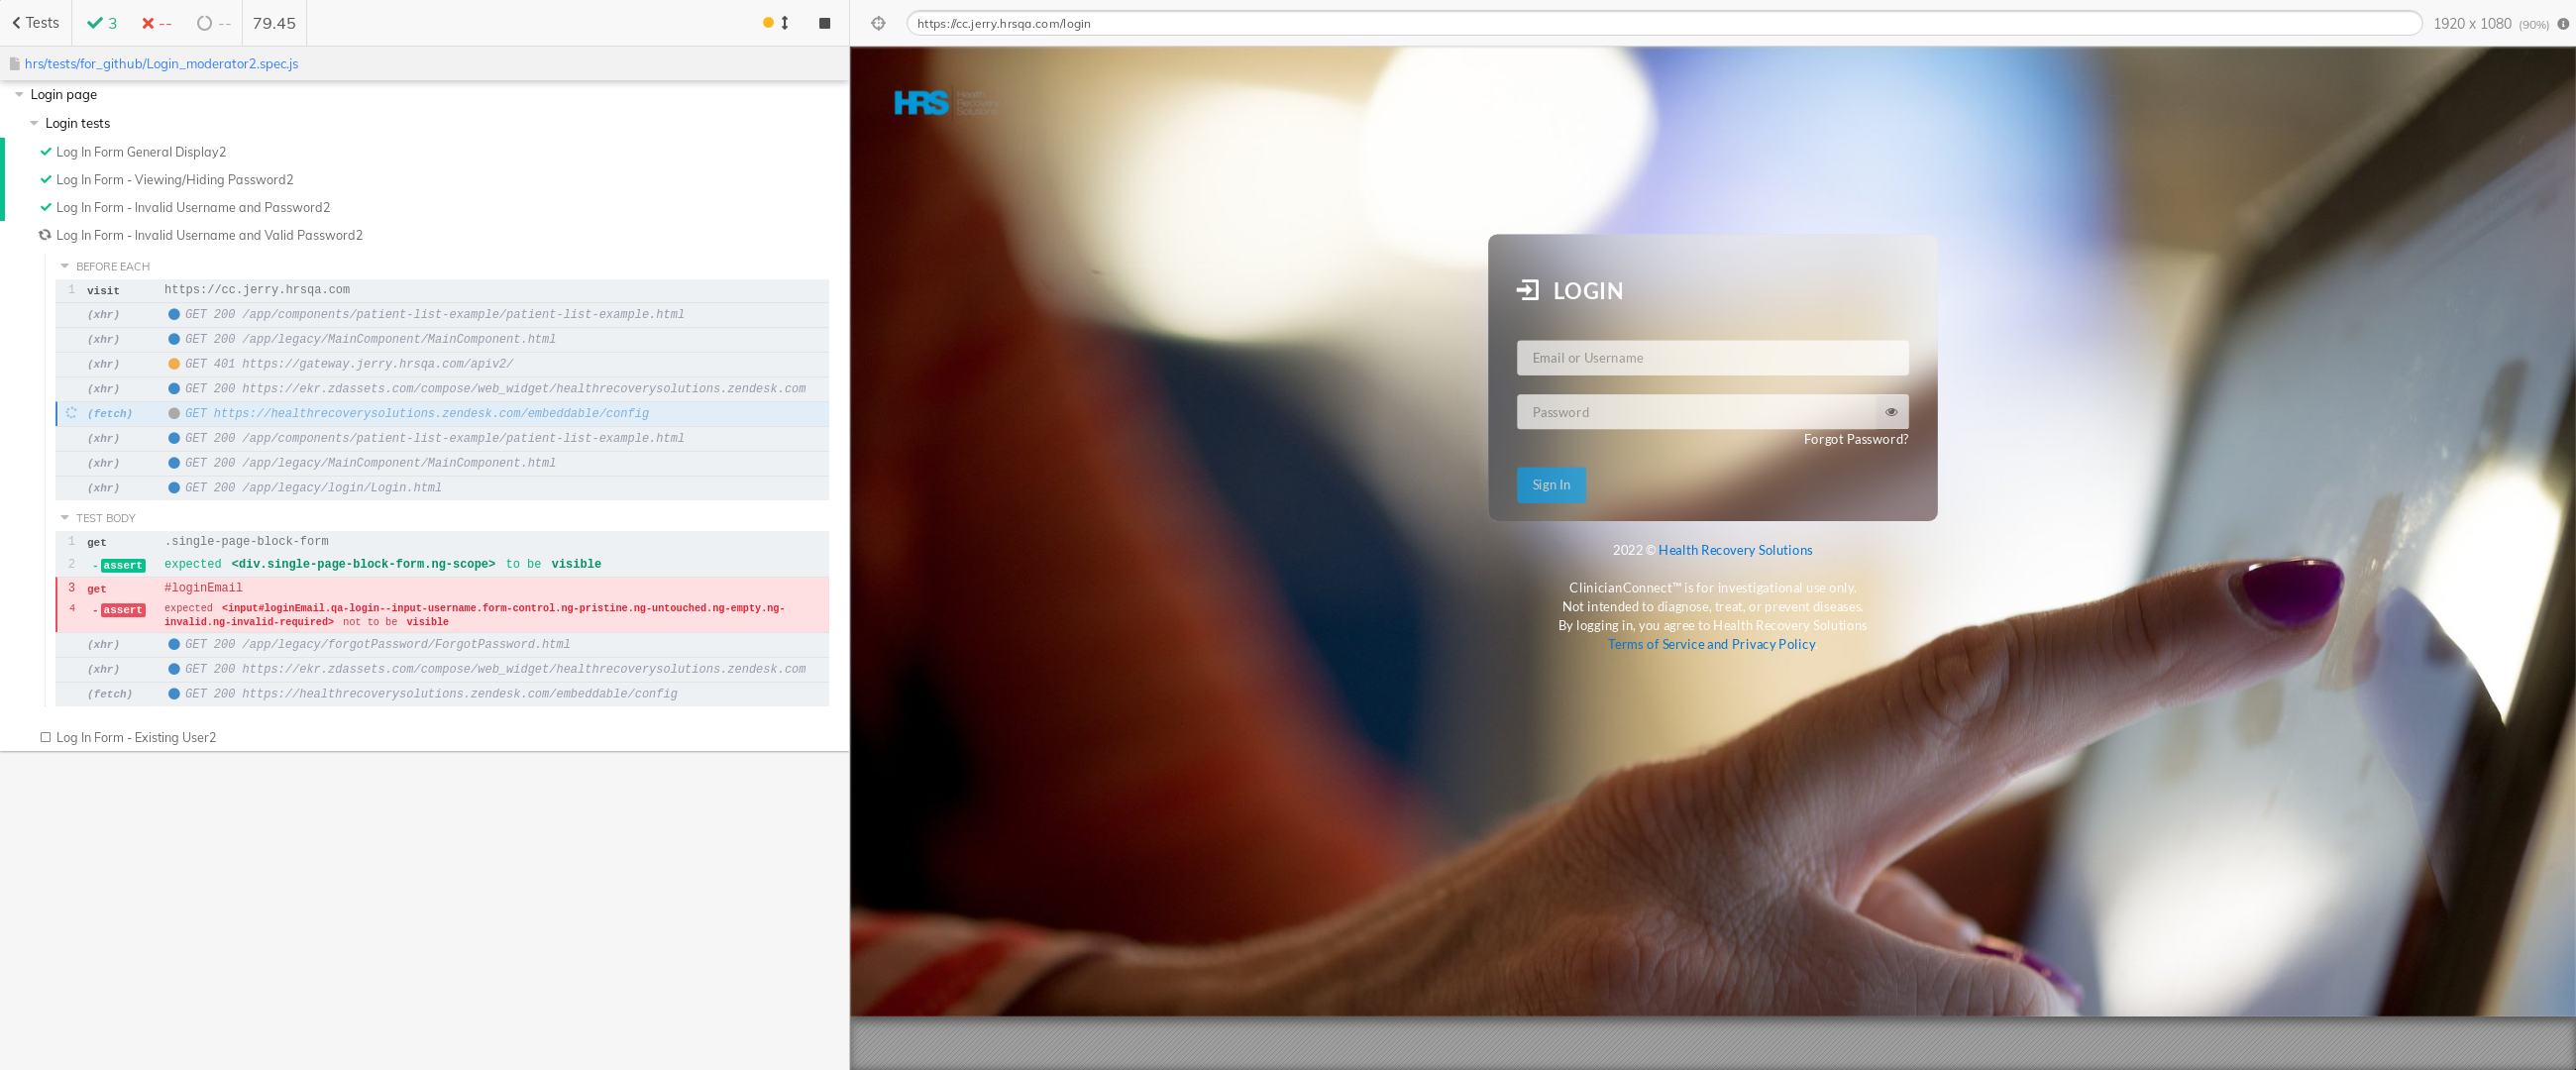 Tests
3
--
--
79.45
hrs/tests/for_github/Login_moderator2.spec.js
Login page
Login tests
Log In Form General Display2
Log In Form - Viewing/Hiding Password2
Log In Form - Invalid Username and Password2
Log In Form - Invalid Username and Valid Password2
BEFORE EACH
1 visit https://cc.jerry.hrsqa.com
(xhr) GET 200 /app/components/patient-list-example/patient-list-example.html
(xhr) GET 200 /app/legacy/MainComponent/MainComponent.html
(xhr) GET 401 https://gateway.jerry.hrsqa.com/apiv2/
(xhr) GET 200 https://ekr.zdassets.com/compose/web_widget/healthrecoverysolutions.zendesk.com
(fetch) GET https://healthrecoverysolutions.zendesk.com/embeddable/config
(xhr) GET 200 /app/components/patient-list-example/patient-list-example.html
(xhr) GET 200 /app/legacy/MainComponent/MainComponent.html
(xhr) GET 200 /app/legacy/login/Login.html
TEST BODY
1 get .single-page-block-form
2 -assert expected <div.single-page-block-form.ng-scope> to be visible
3 get #loginEmail
4 -assert expected <input#loginEmail.qa-login--input-username.form-control.ng-pristine.ng-untouched.ng-empty.ng-
invalid.ng-invalid-required> not to be visible
(xhr) GET 200 /app/legacy/forgotPassword/ForgotPassword.html
(xhr) GET 200 https://ekr.zdassets.com/compose/web_widget/healthrecoverysolutions.zendesk.com
(fetch) GET 200 https://healthrecoverysolutions.zendesk.com/embeddable/config
Log In Form - Existing User2
https://cc.jerry.hrsqa.com/login
1920 x 1080 (90%)
HRS
Health
Recovery
Solutions
LOGIN
Email or Username
Password
Forgot Password?
Sign In
2022 © Health Recovery Solutions
ClinicianConnect™ is for investigational use only.
Not intended to diagnose, treat, or prevent diseases.
By logging in, you agree to Health Recovery Solutions
Terms of Service and Privacy Policy